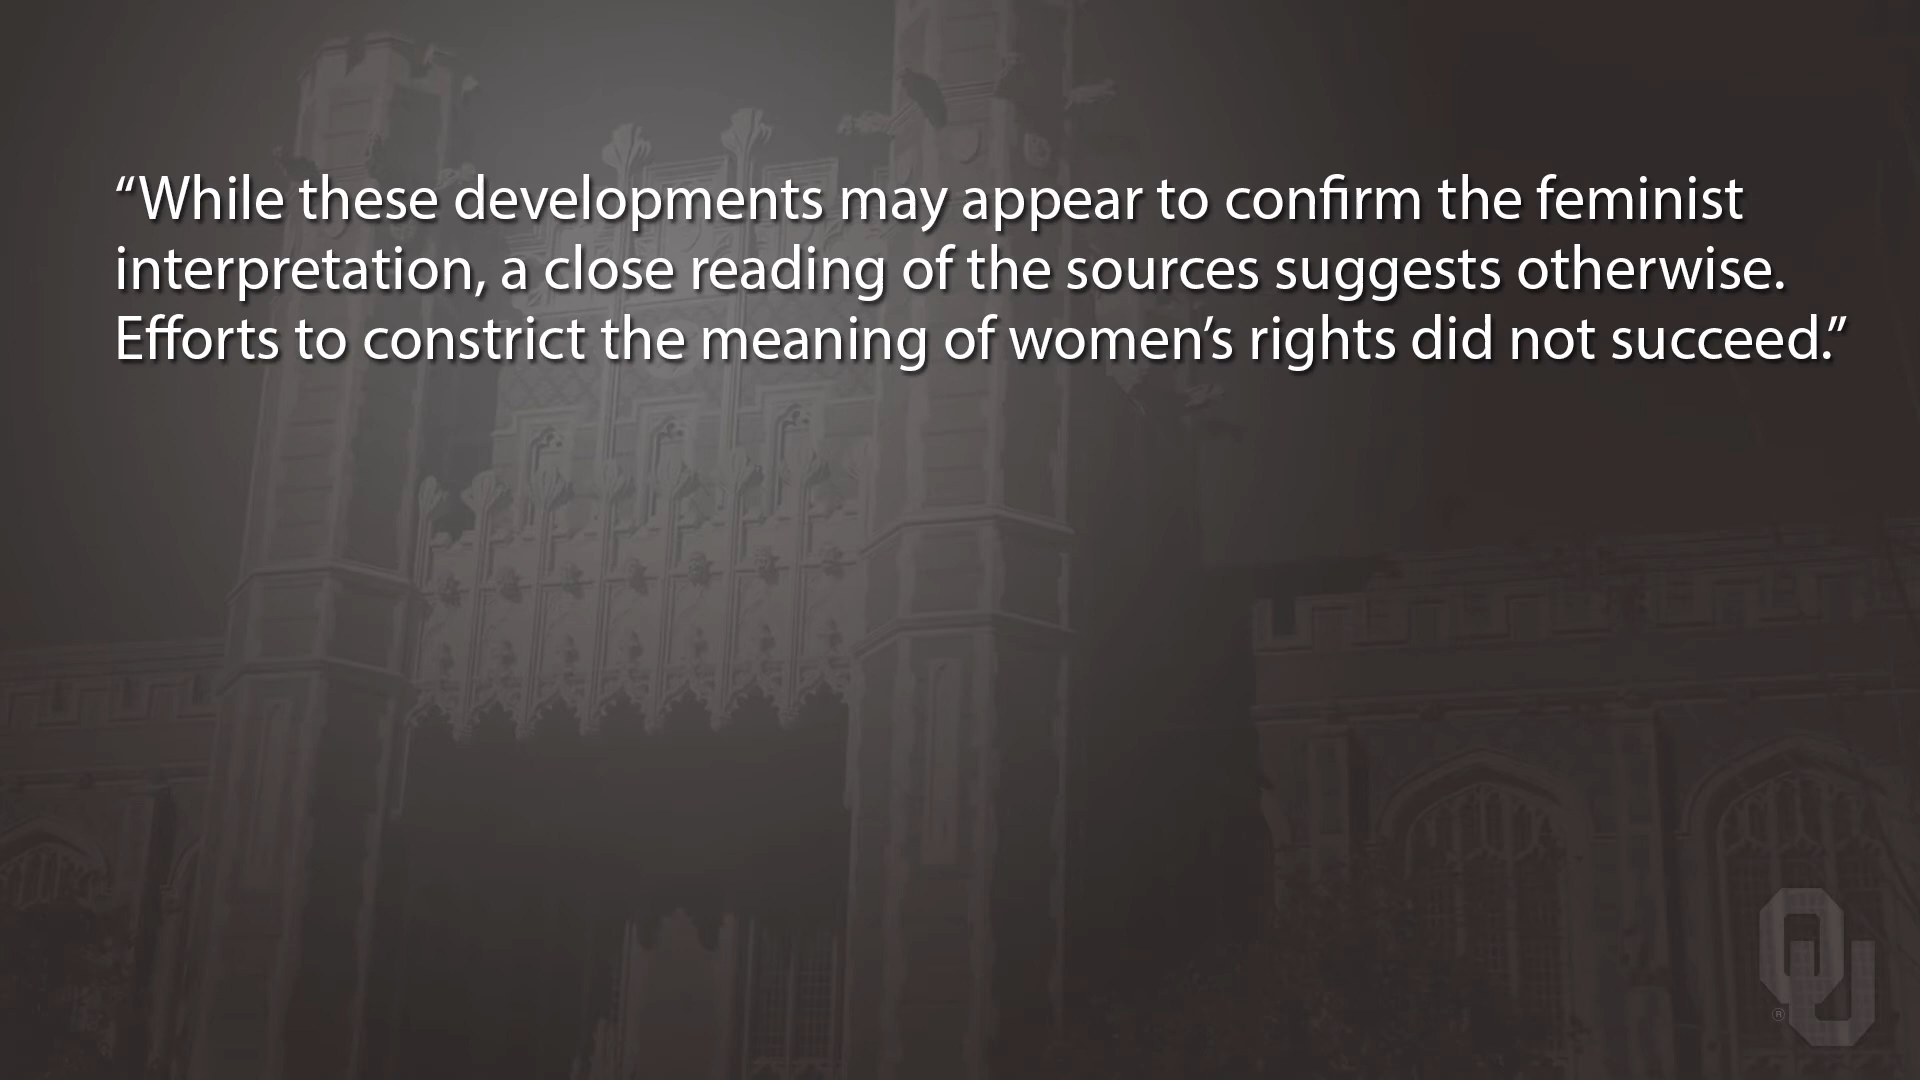 “While these developments may appear to confirm the feminist
interpretation, a close reading of the sources suggests otherwise.
Efforts to constrict the meaning of women’s rights did not succeed.”
OU
®